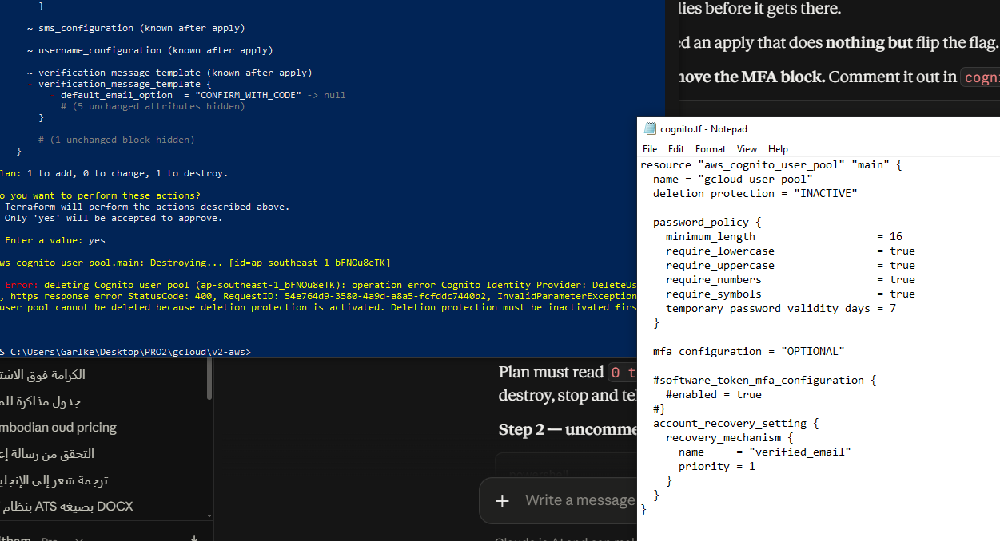 }
~ sms_configuration (known after apply)
~ username_configuration (known after apply)
~ verification_message_template (known after apply)
- verification_message_template {
- default_email_option = "CONFIRM_WITH_CODE" -> null
# (5 unchanged attributes hidden)
}
# (1 unchanged block hidden)
}
lan: 1 to add, 0 to change, 1 to destroy.
o you want to perform these actions?
Terraform will perform the actions described above.
Only 'yes' will be accepted to approve.
Enter a value: yes
ws_cognito_user_pool.main: Destroying... [id=ap-southeast-1_bFNOu8eTK]
Error: deleting Cognito user pool (ap-southeast-1_bFNOu8eTK): operation error Cognito Identity Provider: DeleteUs
, https response error StatusCode: 400, RequestID: 54e764d9-3580-4a9d-a8a5-fcfddc7440b2, InvalidParameterException
user pool cannot be deleted because deletion protection is activated. Deletion protection must be inactivated firs
S C:\Users\Garlke\Desktop\PRO2\gcloud\v2-aws>
lies before it gets there.
d an apply that does nothing but flip the flag.
move the MFA block. Comment it out in cogn
cognito.tf - Notepad
File Edit Format View Help
resource "aws_cognito_user_pool" "main" {
name = "gcloud-user-pool"
deletion_protection = "INACTIVE"
password_policy {
minimum_length = 16
require_lowercase = true
require_uppercase = true
require_numbers = true
require_symbols = true
temporary_password_validity_days = 7
}
mfa_configuration = "OPTIONAL"
#software_token_mfa_configuration {
#enabled = true
#}
account_recovery_setting {
recovery_mechanism {
name = "verified_email"
priority = 1
}
}
}
الكرامة فوق الاشت
جدول مذاكرة للم
mbodian oud pricing
التحقق من رسالة إع
ترجمة شعر إلى الإنجلي
DOCX بصيغة ATS بنظام
Plan must read 0 t
destroy, stop and te
Step 2 — uncomme
Write a message